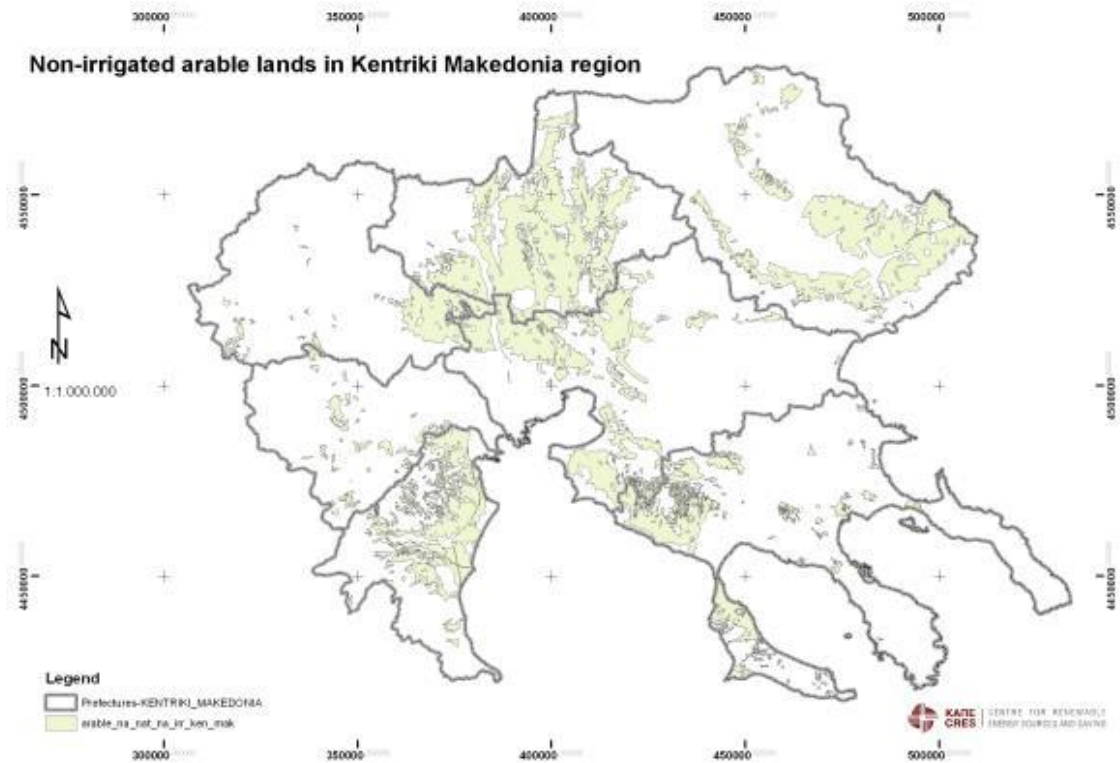 300000 350000 400000 450000 500000
Non-irrigated arable lands in Kentriki Makedonia region
4550000 4550000
N
1:1.000.000
4500000 4500000
4450000 4450000
Legend
Prefectures-KENTRIKI_MAKEDONIA
arable_na_nat_na_irr_ken_mak
ΚΑΠΕ
CRES
CENTRE FOR RENEWABLE
ENERGY SOURCES AND SAVING
300000 350000 400000 450000 500000